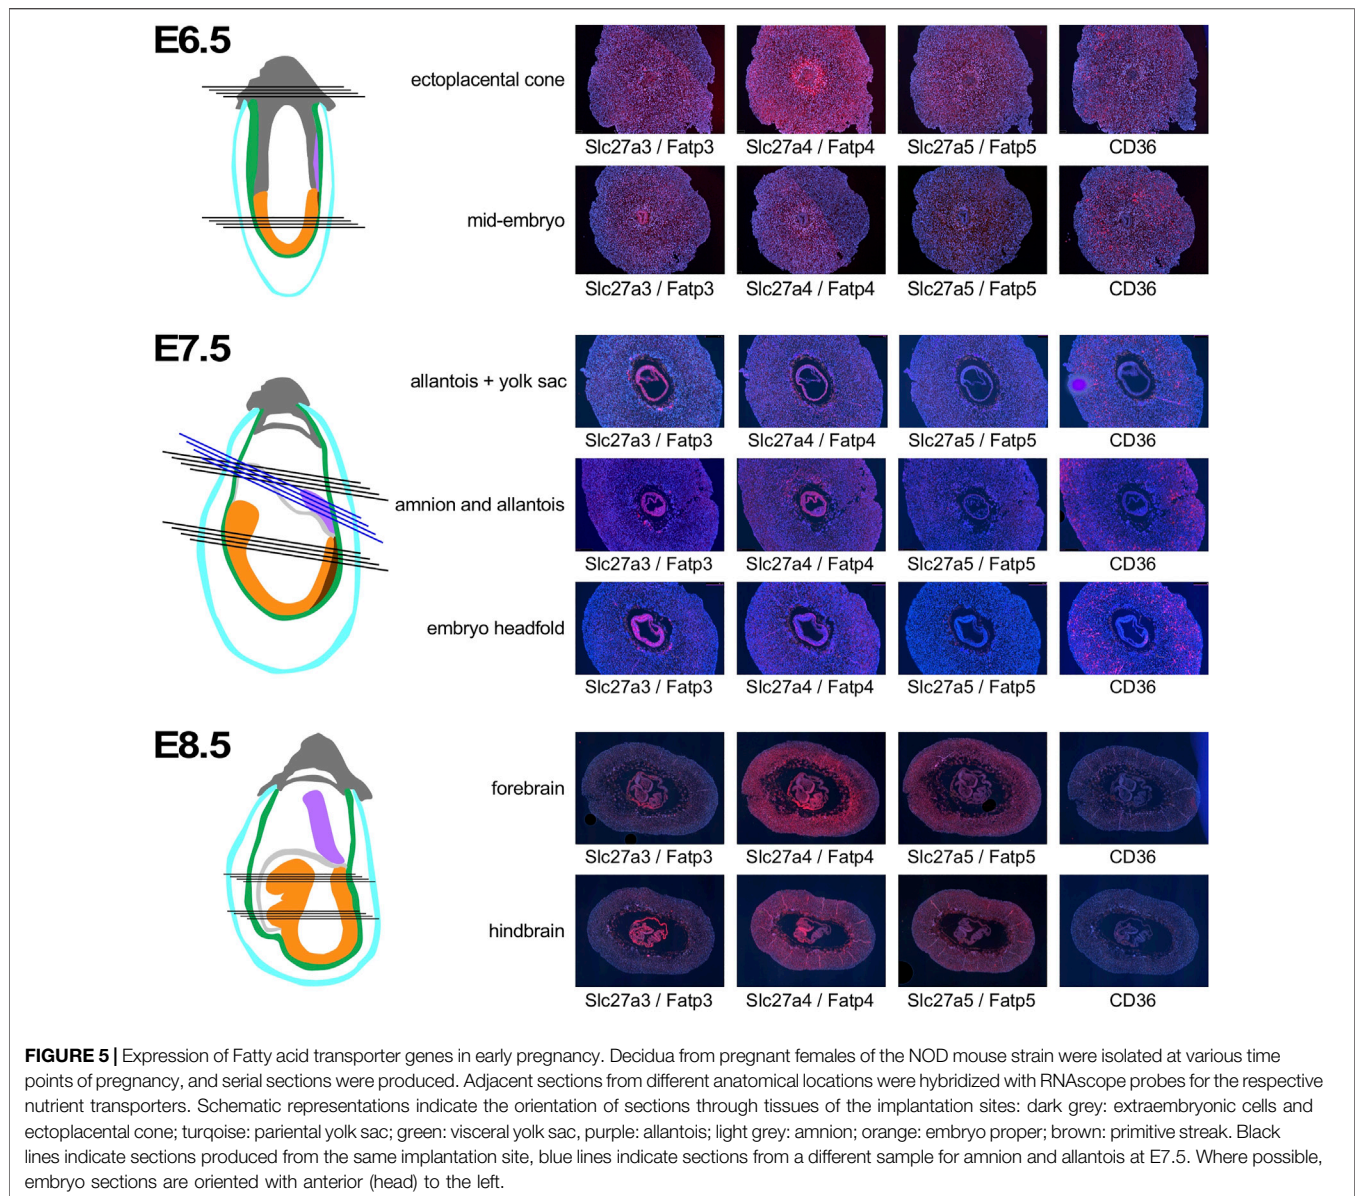 E6.5
ectoplacental cone
Slc27a3 / Fatp3 Slc27a4 / Fatp4 Slc27a5 / Fatp5 CD36
mid-embryo
Slc27a3 / Fatp3 Slc27a4 / Fatp4 Slc27a5 / Fatp5 CD36
E7.5
allantois + yolk sac
Slc27a3 / Fatp3 Slc27a4 / Fatp4 Slc27a5 / Fatp5 CD36
amnion and allantois
Slc27a3 / Fatp3 Slc27a4 / Fatp4 Slc27a5 / Fatp5 CD36
embryo headfold
Slc27a3 / Fatp3 Slc27a4 / Fatp4 Slc27a5 / Fatp5 CD36
E8.5
forebrain
Slc27a3 / Fatp3 Slc27a4 / Fatp4 Slc27a5 / Fatp5 CD36
hindbrain
Slc27a3 / Fatp3 Slc27a4 / Fatp4 Slc27a5 / Fatp5 CD36
FIGURE 5 | Expression of Fatty acid transporter genes in early pregnancy. Decidua from pregnant females of the NOD mouse strain were isolated at various time
points of pregnancy, and serial sections were produced. Adjacent sections from different anatomical locations were hybridized with RNAscope probes for the respective
nutrient transporters. Schematic representations indicate the orientation of sections through tissues of the implantation sites: dark grey: extraembryonic cells and
ectoplacental cone; turqoise: pariental yolk sac; green: visceral yolk sac, purple: allantois; light grey: amnion; orange: embryo proper; brown: primitive streak. Black
lines indicate sections produced from the same implantation site, blue lines indicate sections from a different sample for amnion and allantois at E7.5. Where possible,
embryo sections are oriented with anterior (head) to the left.